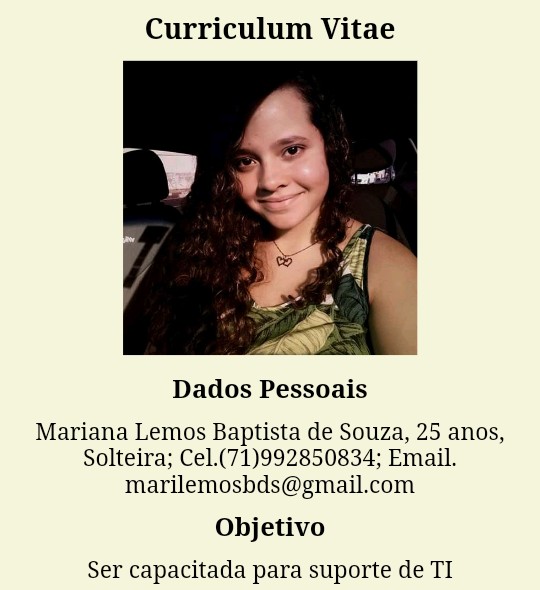 Curriculum Vitae
Dados Pessoais
Mariana Lemos Baptista de Souza, 25 anos,
Solteira; Cel.(71)992850834; Email.
marilemosbds@gmail.com
Objetivo
Ser capacitada para suporte de TI